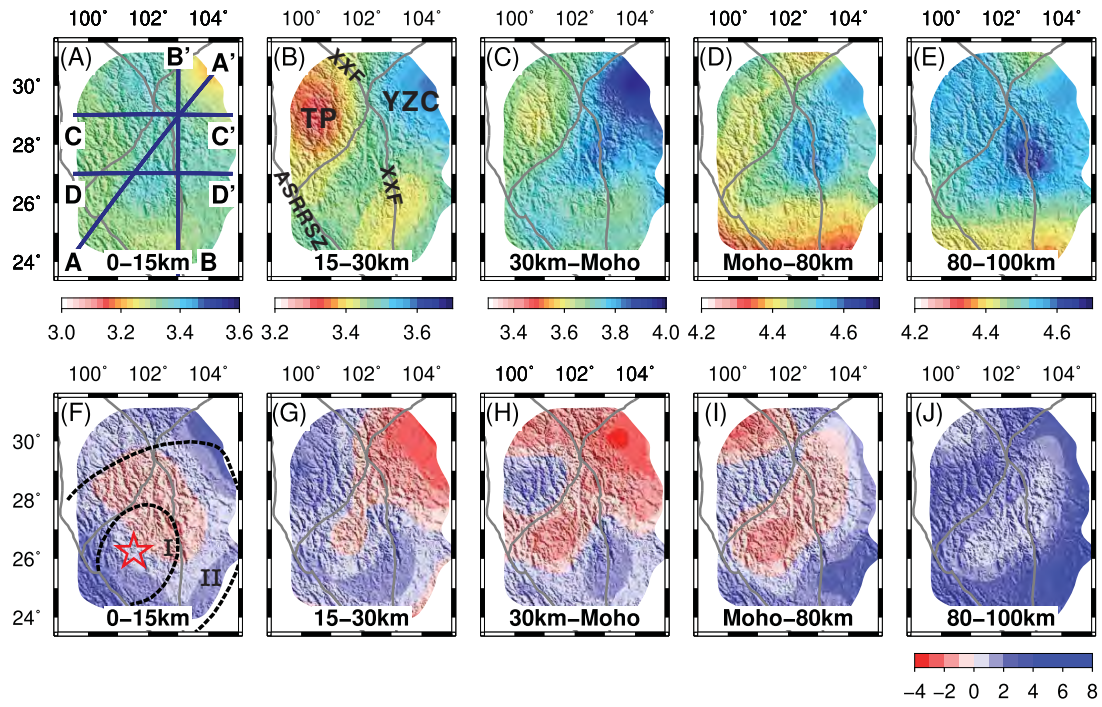 100° 102° 104° 100° 102° 104° 100° 102° 104° 100° 102° 104° 100° 102° 104°
(A) B' A' (B) XXF (C) (D) (E)
30°
TP YZC
28° C C'
XXF
26° D D' ASRRSZ
24° A 0–15km B 15–30km 30km–Moho Moho–80km 80–100km
3.0 3.2 3.4 3.6 3.2 3.4 3.6 3.4 3.6 3.8 4.0 4.2 4.4 4.6 4.2 4.4 4.6
100° 102° 104° 100° 102° 104° 100° 102° 104° 100° 102° 104° 100° 102° 104°
(F) (G) (H) (I) (J)
30°
28°
I
26°
II
24° 0–15km 15–30km 30km–Moho Moho–80km 80–100km
−4 −2 0 2 4 6 8